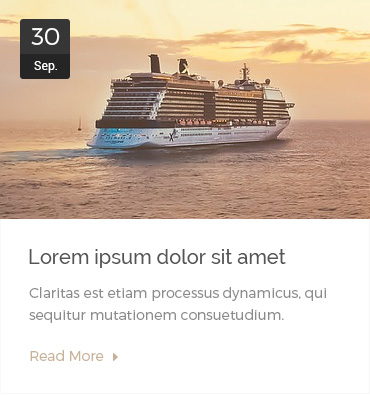 30
Sep.
Lorem ipsum dolor sit amet
Claritas est etiam processus dynamicus, qui
sequitur mutationem consuetudium.
Read More